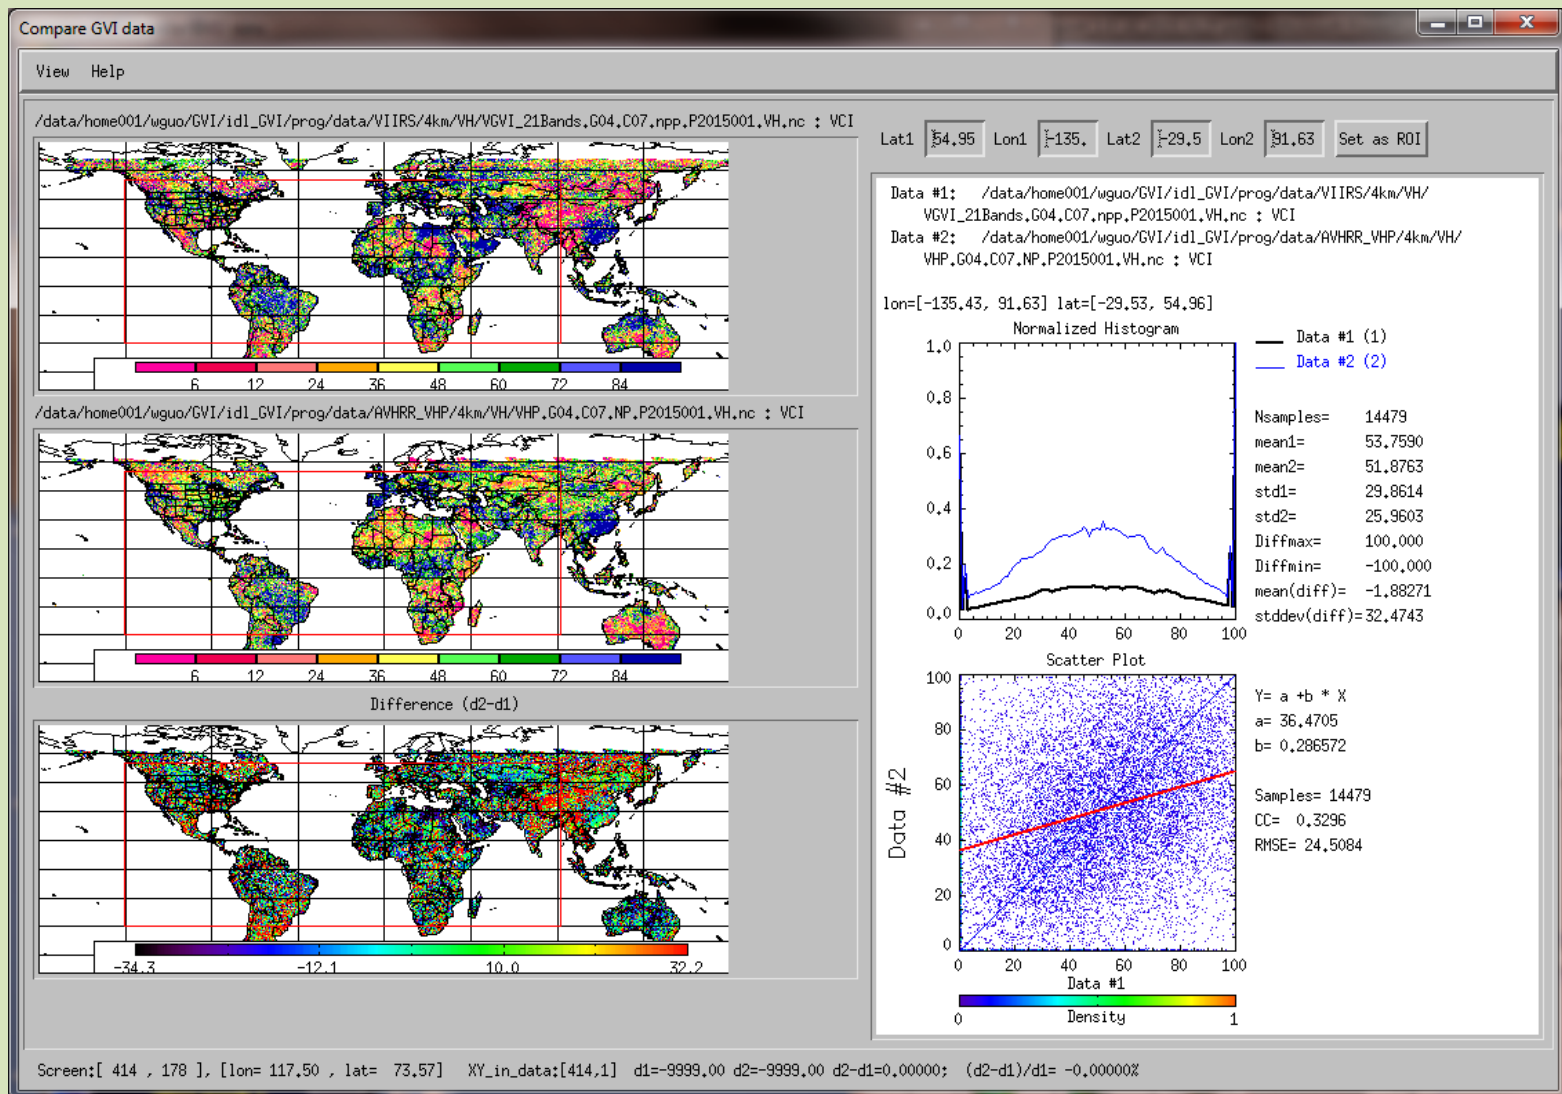 Compare GVI data
View Help
/data/home001/wguo/GVI/idl_GVI/prog/data/VIIRS/4km/VH/VGVI_21Bands.G04.C07.npp.P2015001.VH.nc : VCI
6 12 24 36 48 60 72 84
/data/home001/wguo/GVI/idl_GVI/prog/data/AVHRR_VHP/4km/VH/VHP.G04.C07.NP.P2015001.VH.nc : VCI
6 12 24 36 48 60 72 84
Difference (d2-d1)
-34.3 -12.1 10.0 32.2
Lat1 54.95 Lon1 -135. Lat2 -29.5 Lon2 91.63 Set as ROI
Data #1: /data/home001/wguo/GVI/idl_GVI/prog/data/VIIRS/4km/VH/
VGVI_21Bands.G04.C07.npp.P2015001.VH.nc : VCI
Data #2: /data/home001/wguo/GVI/idl_GVI/prog/data/AVHRR_VHP/4km/VH/
VHP.G04.C07.NP.P2015001.VH.nc : VCI
lon=[-135.43, 91.63] lat=[-29.53, 54.96]
Normalized Histogram
1.0
0.8
0.6
0.4
0.2
0.0
0 20 40 60 80 100
Data #1 (1)
Data #2 (2)
Nsamples= 14479
mean1= 53.7590
mean2= 51.8763
std1= 29.8614
std2= 25.9603
Diffmax= 100.000
Diffmin= -100.000
mean(diff)= -1.88271
stddev(diff)=32.4743
Scatter Plot
100
80
60
40
20
0
Data #2
0 20 40 60 80 100
Data #1
0 Density 1
Y= a +b * X
a= 36.4705
b= 0.286572
Samples= 14479
CC= 0.3296
RMSE= 24.5084
Screen:[ 414 , 178 ], [lon= 117.50 , lat= 73.57] XY_in_data:[414,1] d1=-9999.00 d2=-9999.00 d2-d1=0.00000; (d2-d1)/d1= -0.00000%